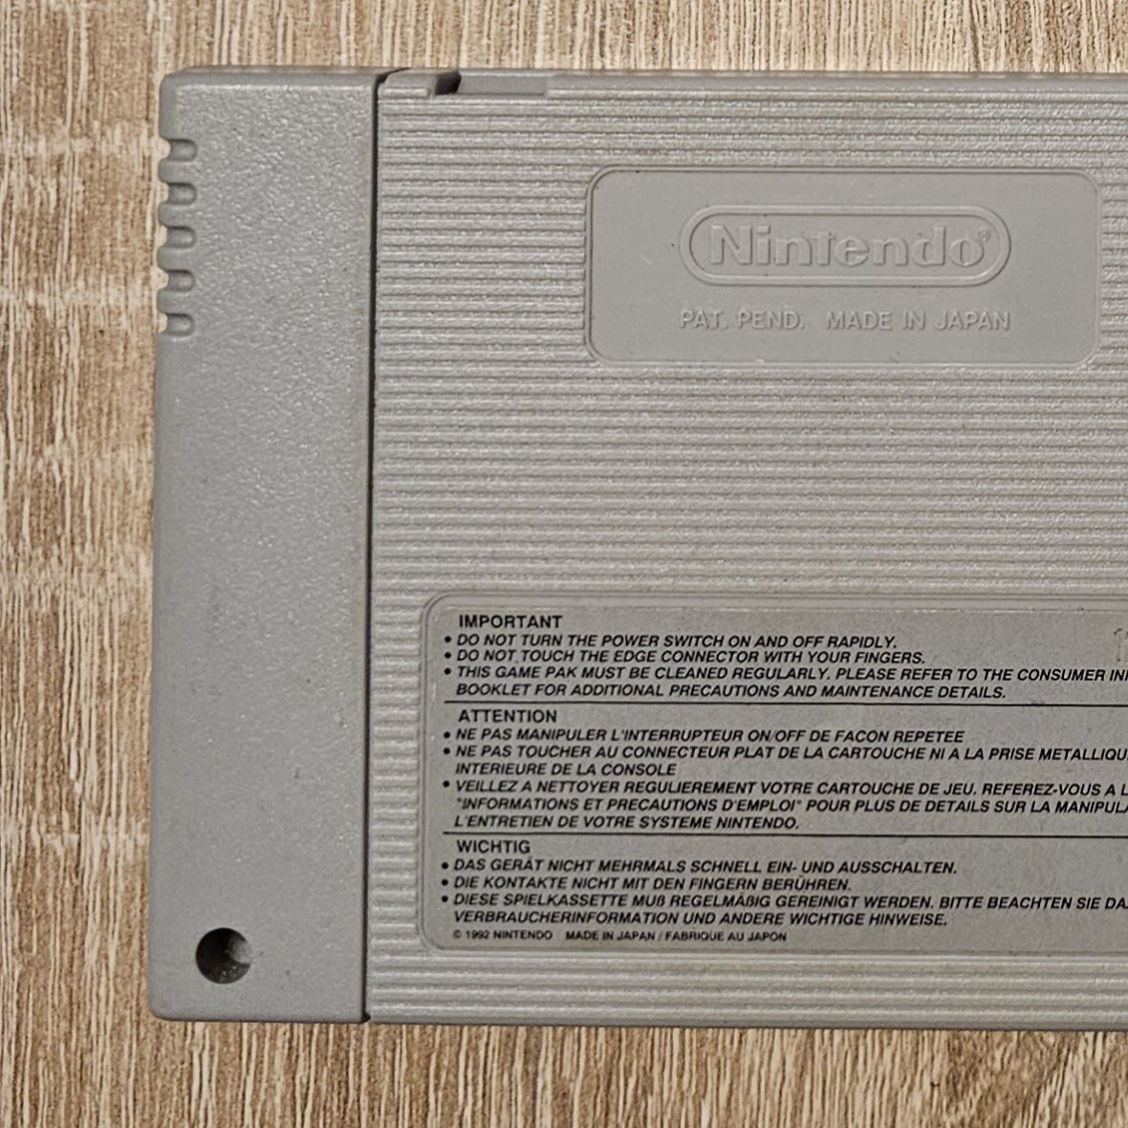 Nintendo®
PAT. PEND. MADE IN JAPAN
IMPORTANT
• DO NOT TURN THE POWER SWITCH ON AND OFF RAPIDLY.
• DO NOT TOUCH THE EDGE CONNECTOR WITH YOUR FINGERS.
• THIS GAME PAK MUST BE CLEANED REGULARLY. PLEASE REFER TO THE CONSUMER
BOOKLET FOR ADDITIONAL PRECAUTIONS AND MAINTENANCE DETAILS.
ATTENTION
• NE PAS MANIPULER L'INTERRUPTEUR ON/OFF DE FACON REPETEE
• NE PAS TOUCHER AU CONNECTEUR PLAT DE LA CARTOUCHE NI A LA PRISE
INTERIEURE DE LA CONSOLE
• VEILLEZ A NETTOYER REGULIEREMENT VOTRE CARTOUCHE DE JEU. REFEREZ-VOUS A
"INFORMATIONS ET PRECAUTIONS D'EMPLOI" POUR PLUS DE DETAILS SUR LA
L'ENTRETIEN DE VOTRE SYSTEME NINTENDO.
WICHTIG
• DAS GERÄT NICHT MEHRMALS SCHNELL EIN- UND AUSSCHALTEN.
• DIE KONTAKTE NICHT MIT DEN FINGERN BERÜHREN.
• DIESE SPIELKASSETTE MUß REGELMÄßIG GEREINIGT WERDEN. BITTE BEACHTEN SIE
VERBRAUCHERINFORMATION UND ANDERE WICHTIGE HINWEISE.
© 1992 NINTENDO MADE IN JAPAN / FABRIQUE AU JAPON